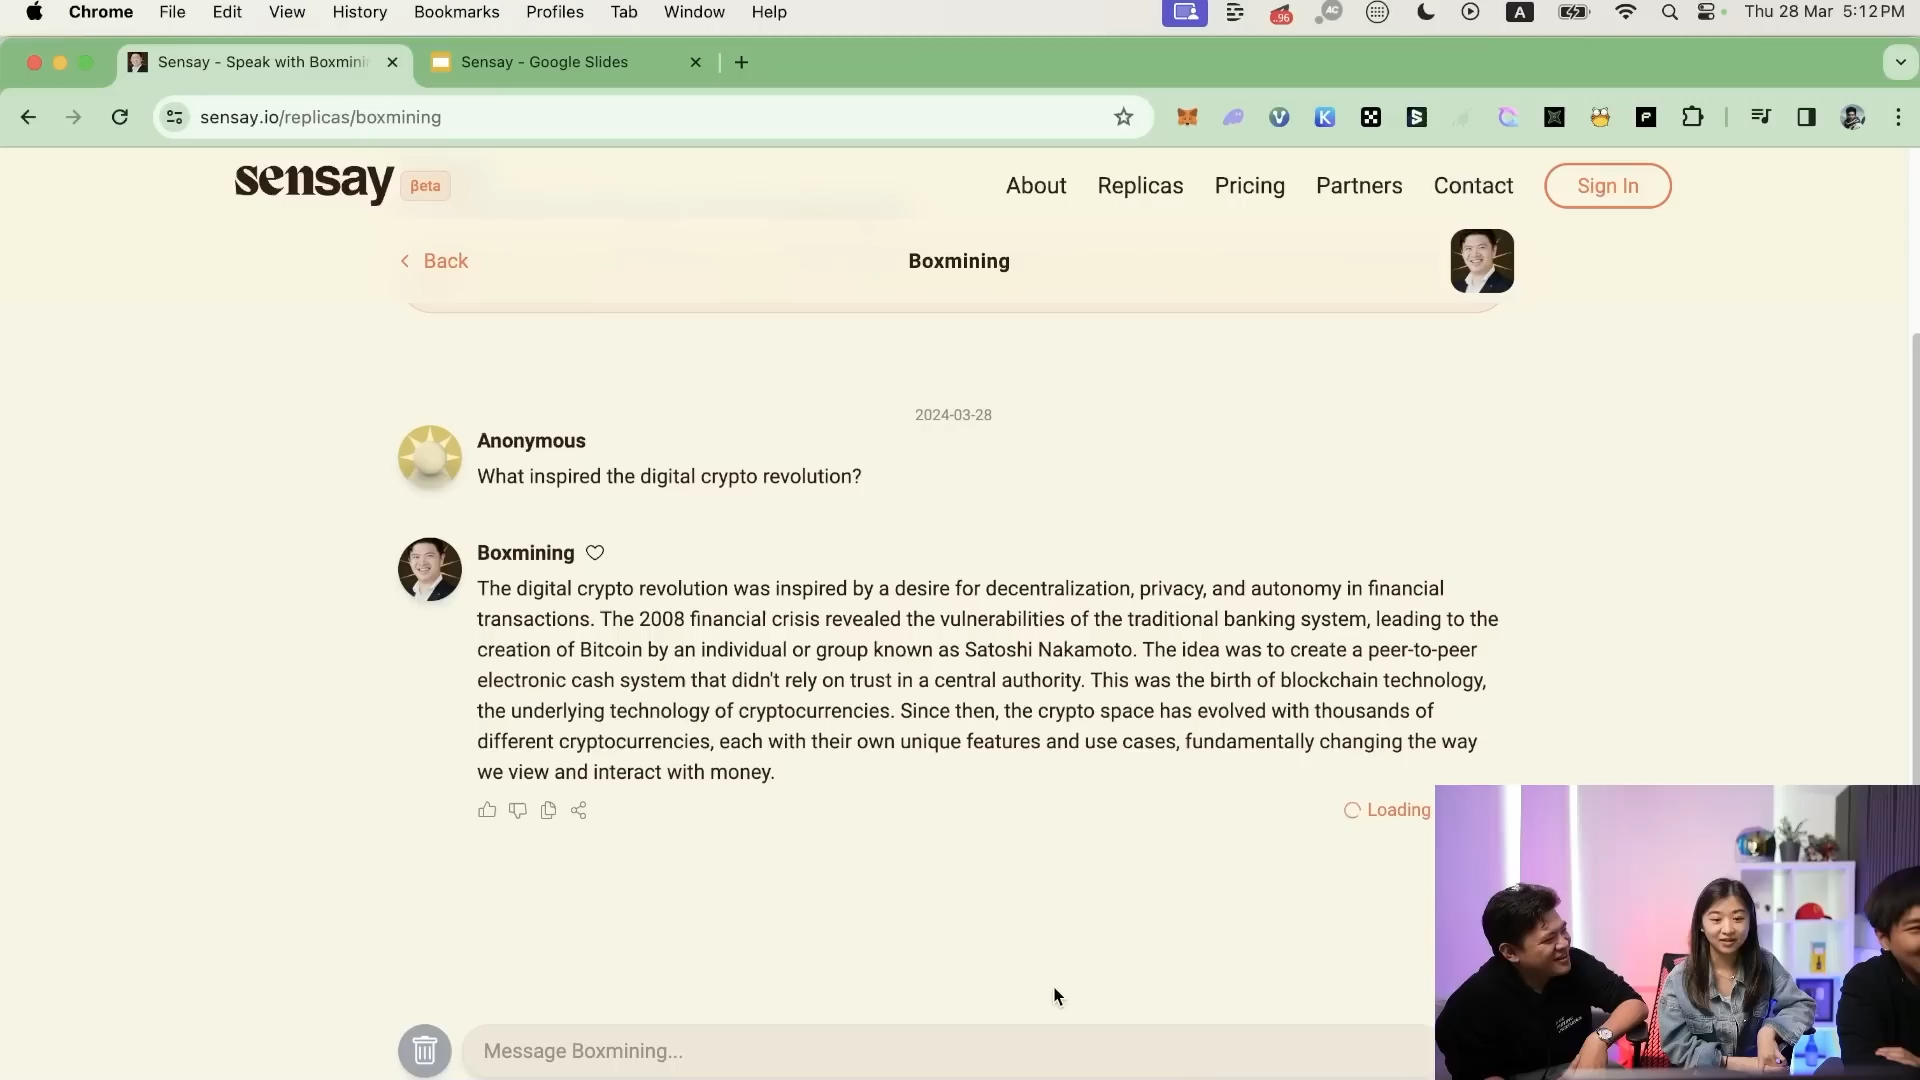 Chrome File Edit View History Bookmarks Profiles Tab Window Help .96 AC A Thu 28 Mar 5:12 PM
Sensay - Speak with Boxmini Sensay - Google Slides
sensay.io/replicas/boxmining
sensay βeta About Replicas Pricing Partners Contact Sign In
Back Boxmining
2024-03-28
Anonymous
What inspired the digital crypto revolution?
Boxmining
The digital crypto revolution was inspired by a desire for decentralization, privacy, and autonomy in financial
transactions. The 2008 financial crisis revealed the vulnerabilities of the traditional banking system, leading to the
creation of Bitcoin by an individual or group known as Satoshi Nakamoto. The idea was to create a peer-to-peer
electronic cash system that didn't rely on trust in a central authority. This was the birth of blockchain technology,
the underlying technology of cryptocurrencies. Since then, the crypto space has evolved with thousands of
different cryptocurrencies, each with their own unique features and use cases, fundamentally changing the way
we view and interact with money.
Loading
Message Boxmining...